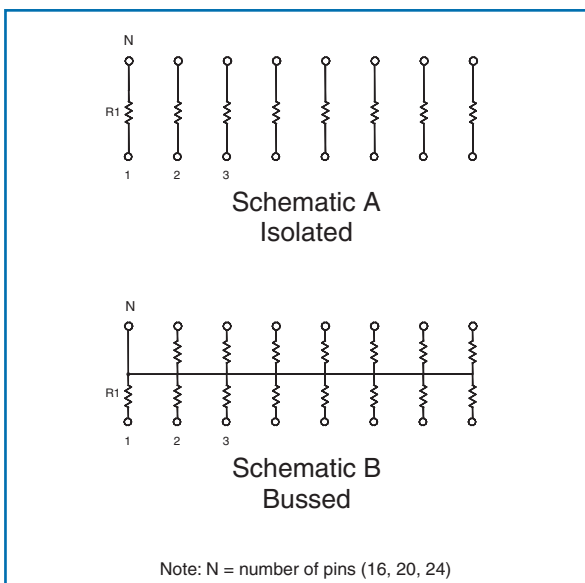 N
R1
1 2 3
Schematic A
Isolated
N
R1
1 2 3
Schematic B
Bussed
Note: N = number of pins (16, 20, 24)